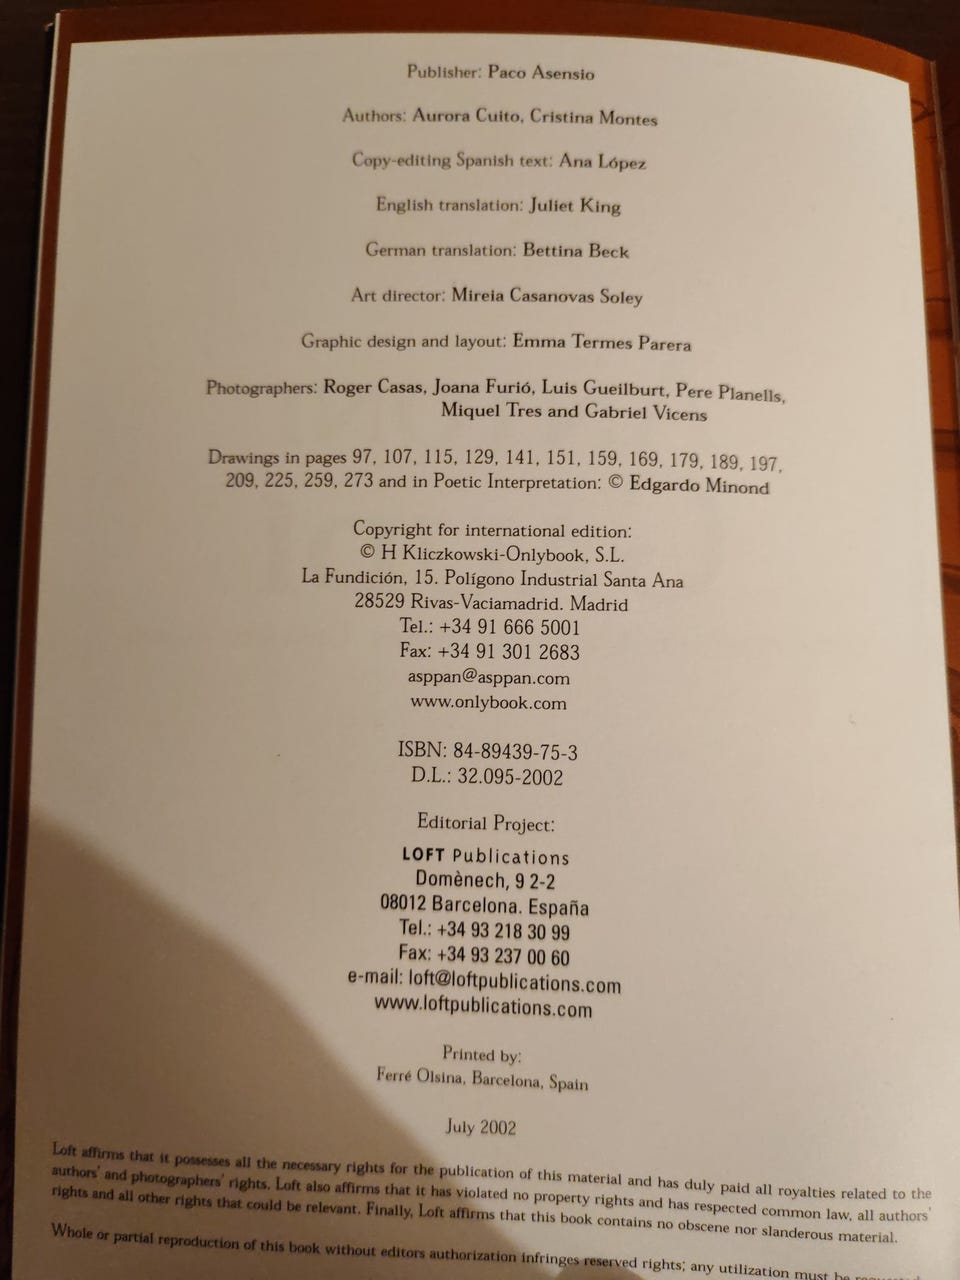 Publisher: Paco Asensio
Authors: Aurora Cuito, Cristina Montes
Copy-editing Spanish text: Ana López
English translation: Juliet King
German translation: Bettina Beck
Art director: Mireia Casanovas Soley
Graphic design and layout: Emma Termes Parera
Photographers: Roger Casas, Joana Furió, Luis Gueilburt, Pere Planells,
Miquel Tres and Gabriel Vicens
Drawings in pages 97, 107, 115, 129, 141, 151, 159, 169, 179, 189, 197,
209, 225, 259, 273 and in Poetic Interpretation: © Edgardo Minond
Copyright for international edition:
© H Kliczkowski-Onlybook, S.L.
La Fundición, 15. Polígono Industrial Santa Ana
28529 Rivas-Vaciamadrid. Madrid
Tel.: +34 91 666 5001
Fax: +34 91 301 2683
asppan@asppan.com
www.onlybook.com
ISBN: 84-89439-75-3
D.L.: 32.095-2002
Editorial Project:
LOFT Publications
Domènech, 9 2-2
08012 Barcelona. España
Tel.: +34 93 218 30 99
Fax: +34 93 237 00 60
e-mail: loft@loftpublications.com
www.loftpublications.com
Printed by:
Ferré Olsina, Barcelona, Spain
July 2002
Loft affirms that it possesses all the necessary rights for the publication of this material and has duly paid all royalties related to the
authors' and photographers' rights. Loft also affirms that it has violated no property rights and has respected common law, all authors'
rights and all other rights that could be relevant. Finally, Loft affirms that this book contains no obscene nor slanderous material.
Whole or partial reproduction of this book without editors authorization infringes reserved rights; any utilization must be